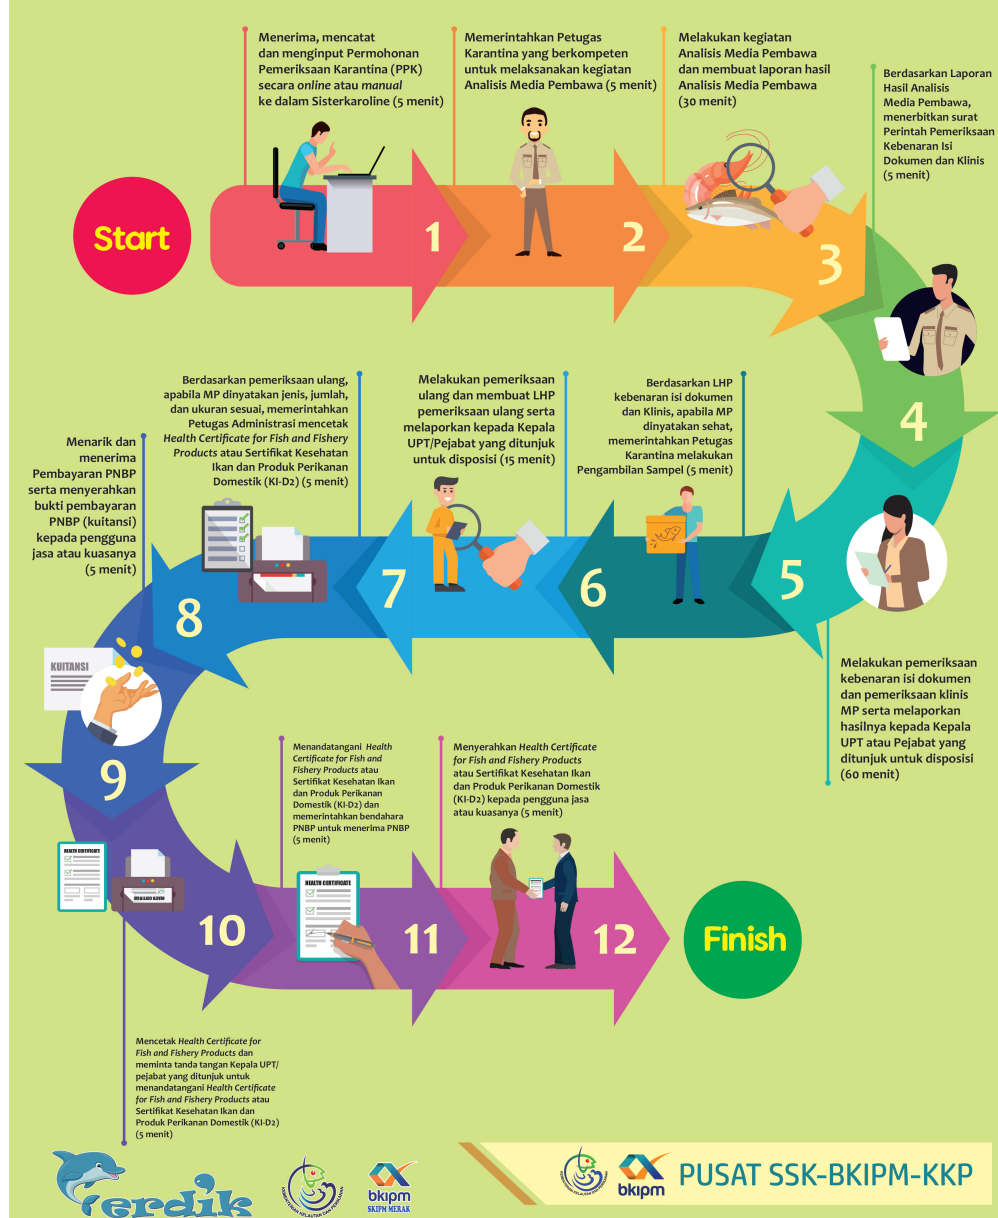 Start
Menerima, mencatat
dan menginput Permohonan
Pemeriksaan Karantina (PPK)
secara online atau manual
ke dalam Sisterkaroline (5 menit)
1
Memerintahkan Petugas
Karantina yang berkompeten
untuk melaksanakan kegiatan
Analisis Media Pembawa (5 menit)
2
Melakukan kegiatan
Analisis Media Pembawa
dan membuat laporan hasil
Analisis Media Pembawa
(30 menit)
3
Berdasarkan Laporan
Hasil Analisis
Media Pembawa,
menerbitkan surat
Perintah Pemeriksaan
Kebenaran Isi
Dokumen dan Klinis
(5 menit)
4
Melakukan pemeriksaan
kebenaran isi dokumen
dan pemeriksaan klinis
MP serta melaporkan
hasilnya kepada Kepala
UPT atau Pejabat yang
ditunjuk untuk disposisi
(60 menit)
5
Berdasarkan LHP
kebenaran isi dokumen
dan Klinis, apabila MP
dinyatakan sehat,
memerintahkan Petugas
Karantina melakukan
Pengambilan Sampel (5 menit)
6
Melakukan pemeriksaan
ulang dan membuat LHP
pemeriksaan ulang serta
melaporkan kepada Kepala
UPT/Pejabat yang ditunjuk
untuk disposisi (15 menit)
7
Berdasarkan pemeriksaan ulang,
apabila MP dinyatakan jenis, jumlah,
dan ukuran sesuai, memerintahkan
Petugas Administrasi mencetak
Health Certificate for Fish and Fishery
Products atau Sertifikat Kesehatan
Ikan dan Produk Perikanan
Domestik (KI-D2) (5 menit)
8
Menarik dan
menerima
Pembayaran PNBP
serta menyerahkan
bukti pembayaran
PNBP (kuitansi)
kepada pengguna
jasa atau kuasanya
(5 menit)
KUITANSI
9
HEALTH CERTIFICATE
HEALTH CERTIFICATE
Mencetak Health Certificate for
Fish and Fishery Products dan
meminta tanda tangan Kepala UPT/
pejabat yang ditunjuk untuk
menandatangani Health Certificate
for Fish and Fishery Products atau
Sertifikat Kesehatan Ikan dan
Produk Perikanan Domestik (KI-D2)
(5 menit)
10
Menandatangani Health
Certificate for Fish and
Fishery Products atau
Sertifikat Kesehatan Ikan
dan Produk Perikanan
Domestik (KI-D2) dan
memerintahkan bendahara
PNBP untuk menerima PNBP
(5 menit)
HEALTH CERTIFICATE
11
Menyerahkan Health Certificate
for Fish and Fishery Products
atau Sertifikat Kesehatan Ikan
dan Produk Perikanan Domestik
(KI-D2) kepada pengguna jasa
atau kuasanya (5 menit)
12
Finish
Cerdik
KEMENTERIAN KELAUTAN DAN PERIKANAN
bkipm
SKIPM MERAK
KEMENTERIAN KELAUTAN DAN PERIKANAN
bkipm
PUSAT SSK-BKIPM-KKP